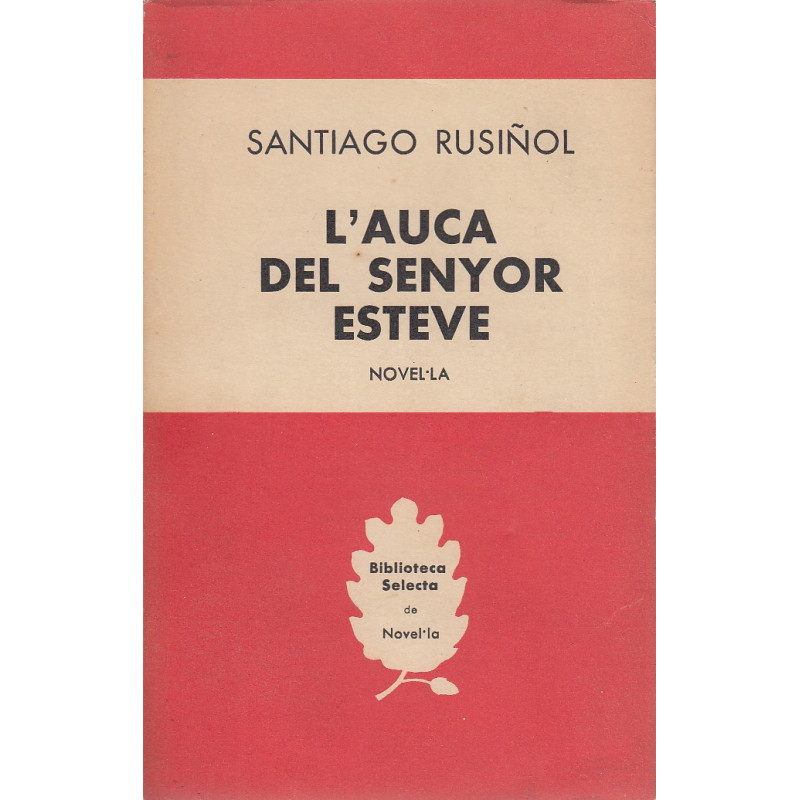 SANTIAGO RUSIÑOL
L'AUCA
DEL SENYOR
ESTEVE
NOVEL·LA
Biblioteca
Selecta
de
Novel·la